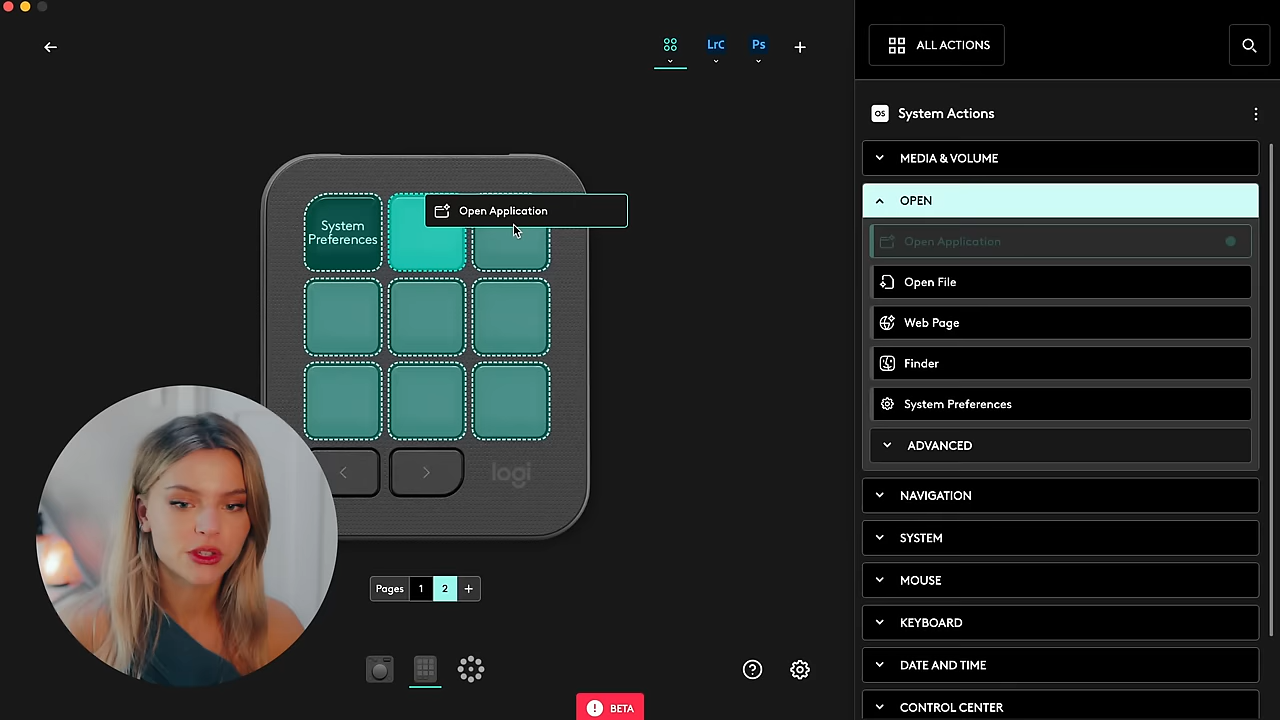 LrC
Ps
ALL ACTIONS
OS
System Actions
MEDIA & VOLUME
OPEN
Open Application
Open File
Web Page
Finder
System Preferences
ADVANCED
NAVIGATION
SYSTEM
MOUSE
KEYBOARD
DATE AND TIME
CONTROL CENTER
System
Preferences
Open Application
logi
Pages 1 2 +
BETA